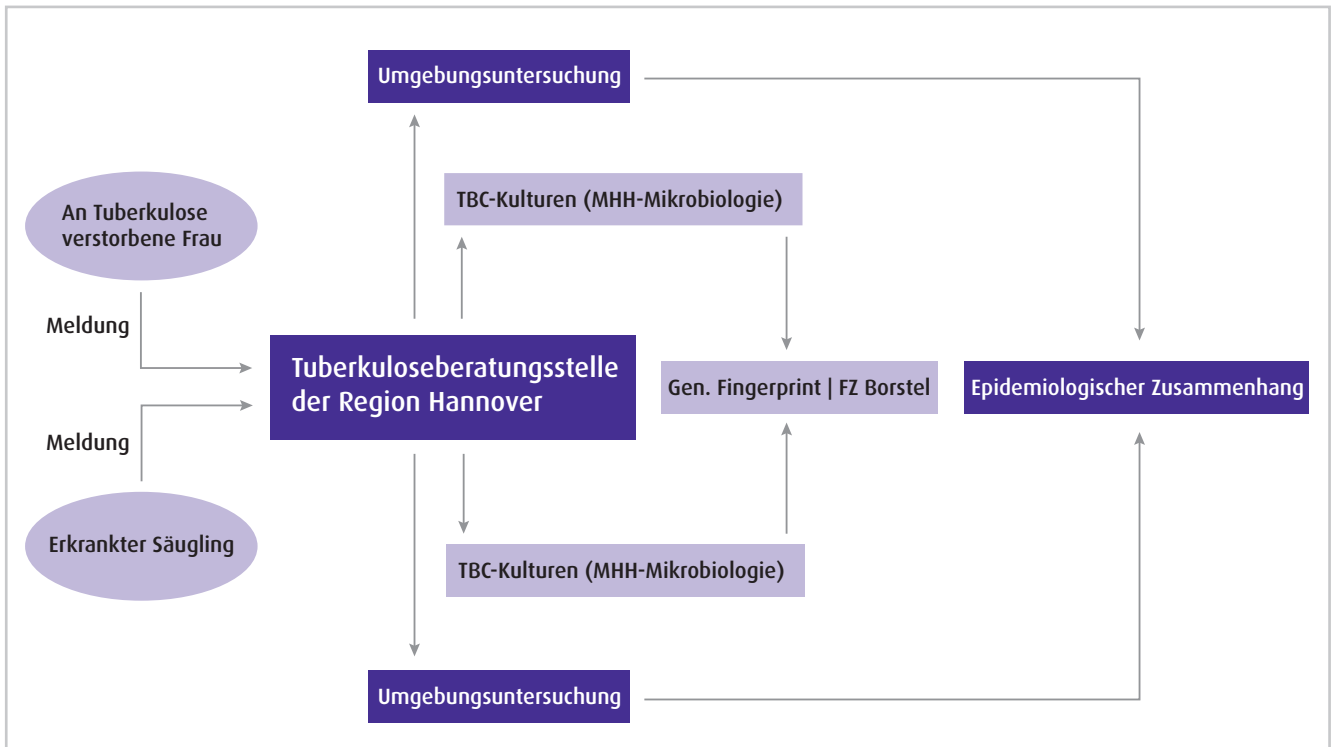 Umgebungsuntersuchung
TBC-Kulturen (MHH-Mikrobiologie)
An Tuberkulose
verstorbene Frau
Meldung
Tuberkuloseberatungsstelle
der Region Hannover
Gen. Fingerprint | FZ Borstel
Epidemiologischer Zusammenhang
Meldung
Erkrankter Säugling
TBC-Kulturen (MHH-Mikrobiologie)
Umgebungsuntersuchung